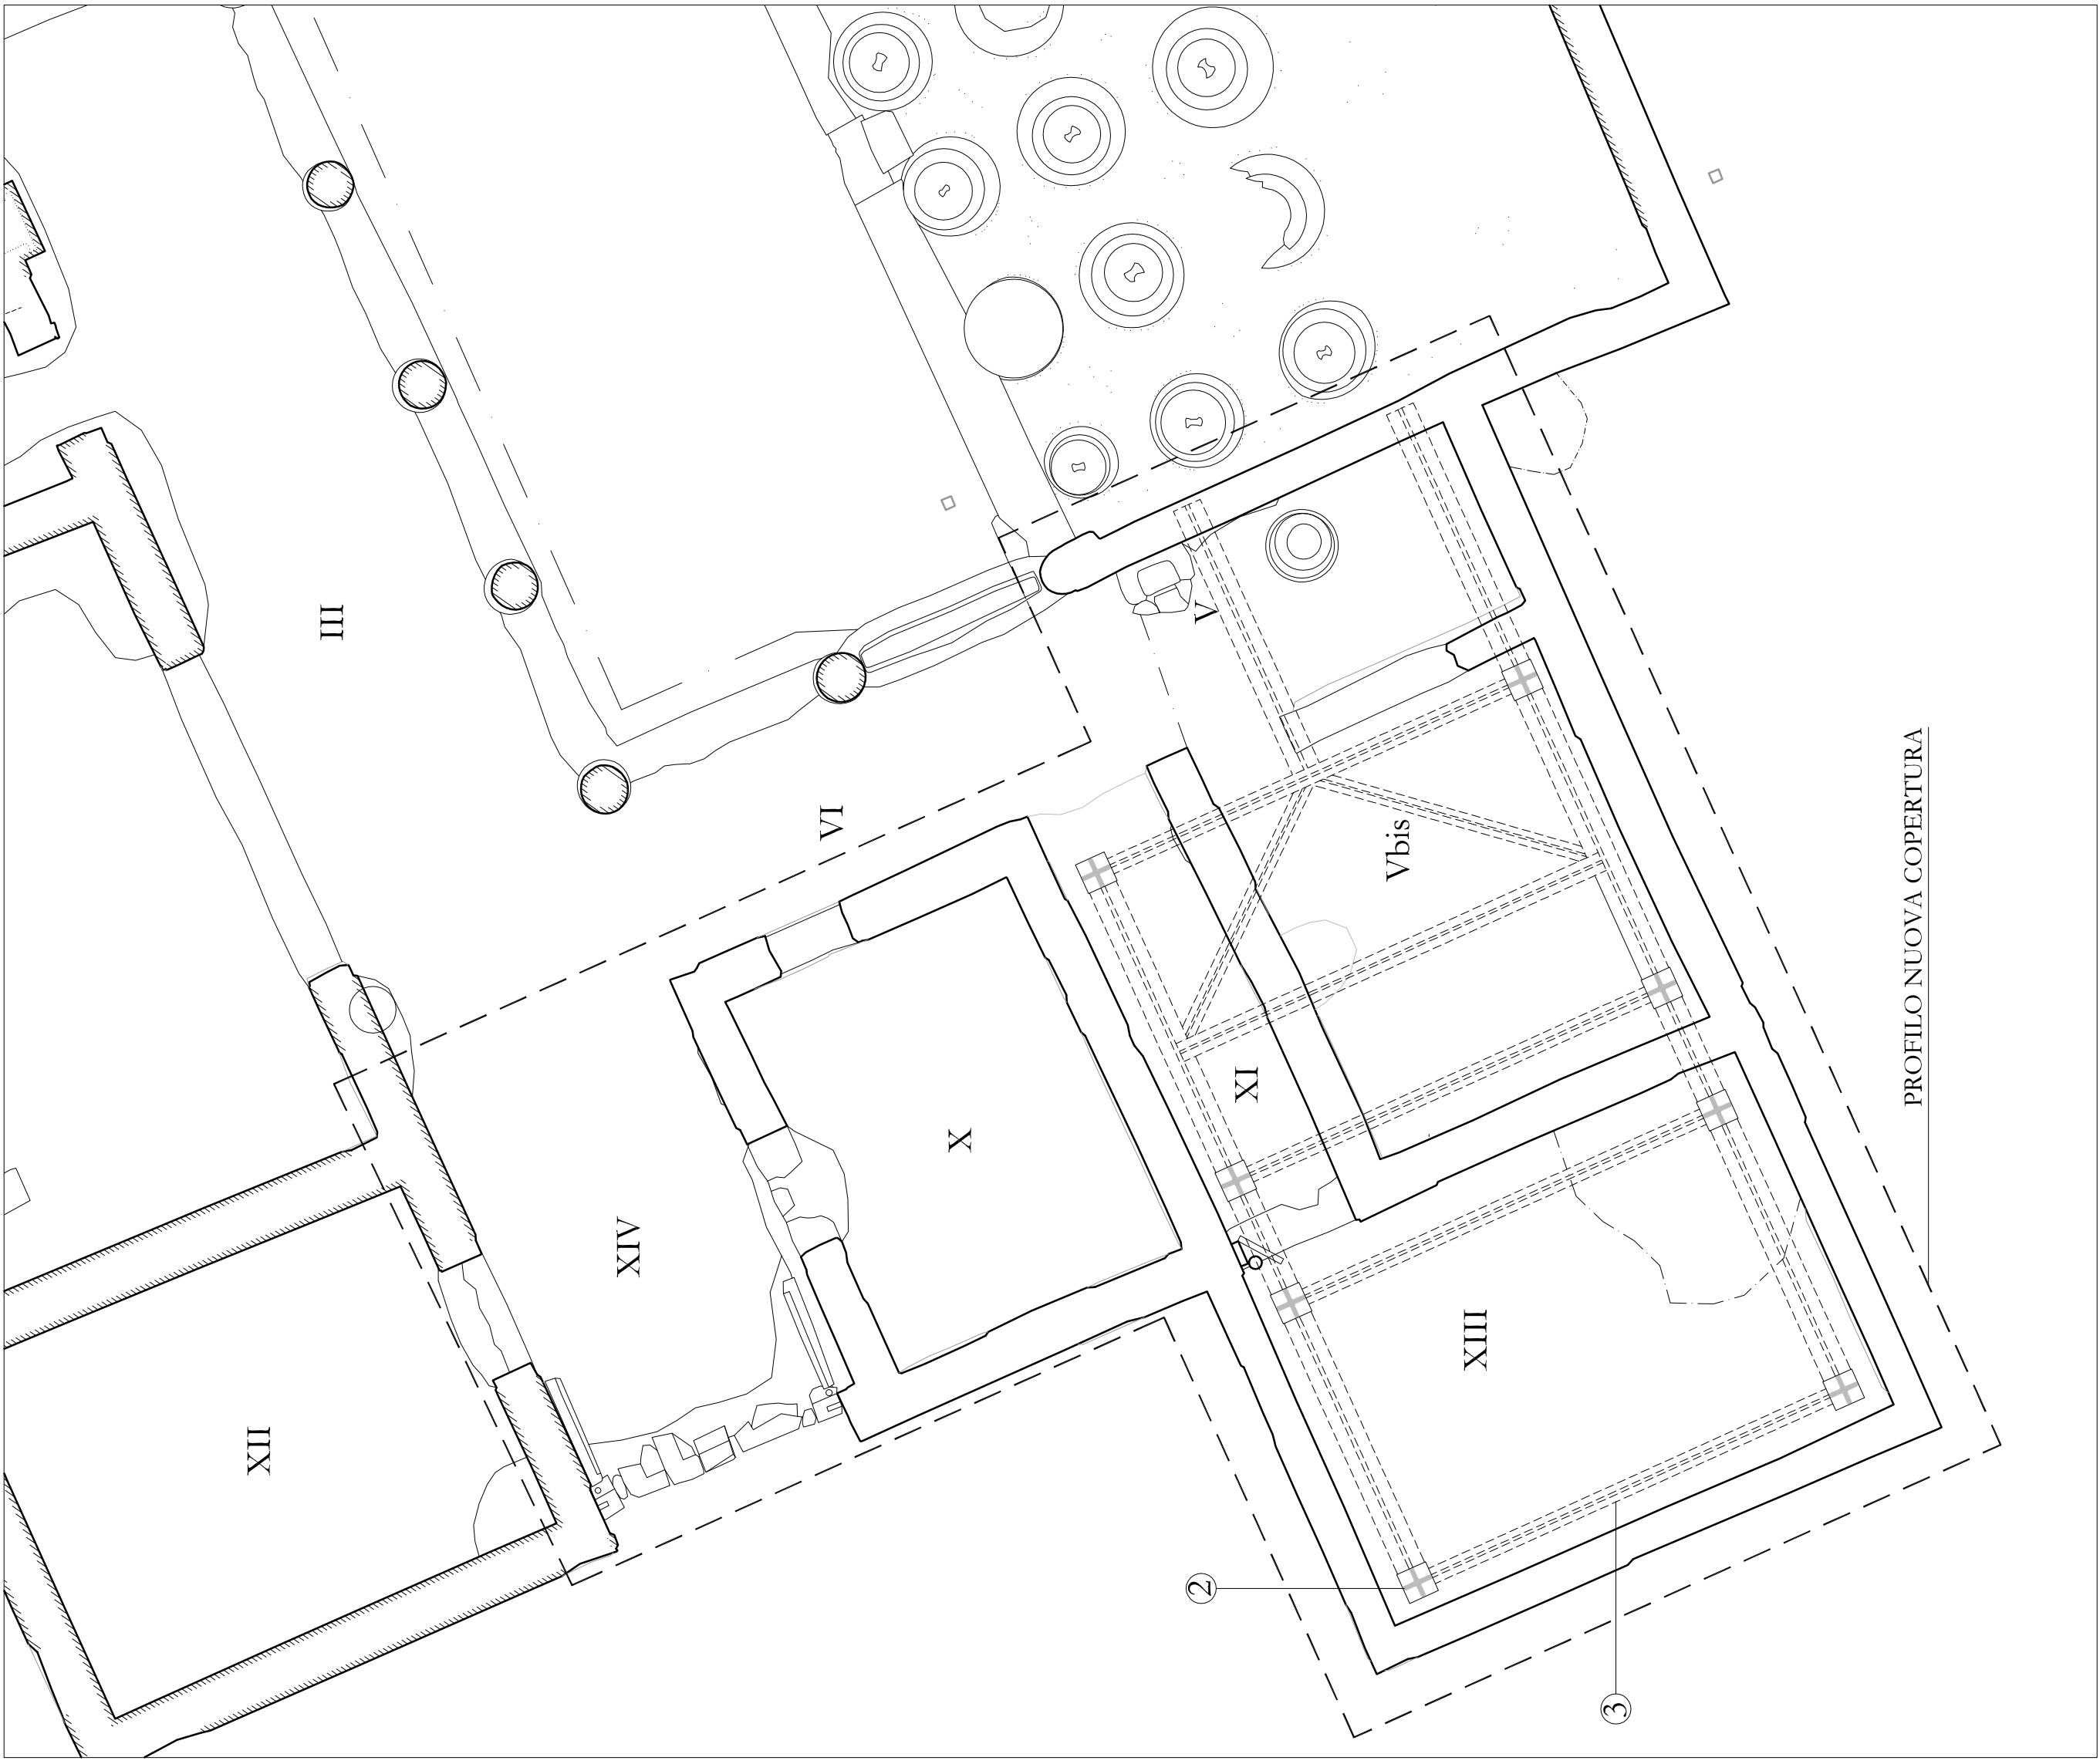 III
XII
XIV
VI
X
V
XI
Vbis
XIII
2
3
PROFILO NUOVA COPERTURA